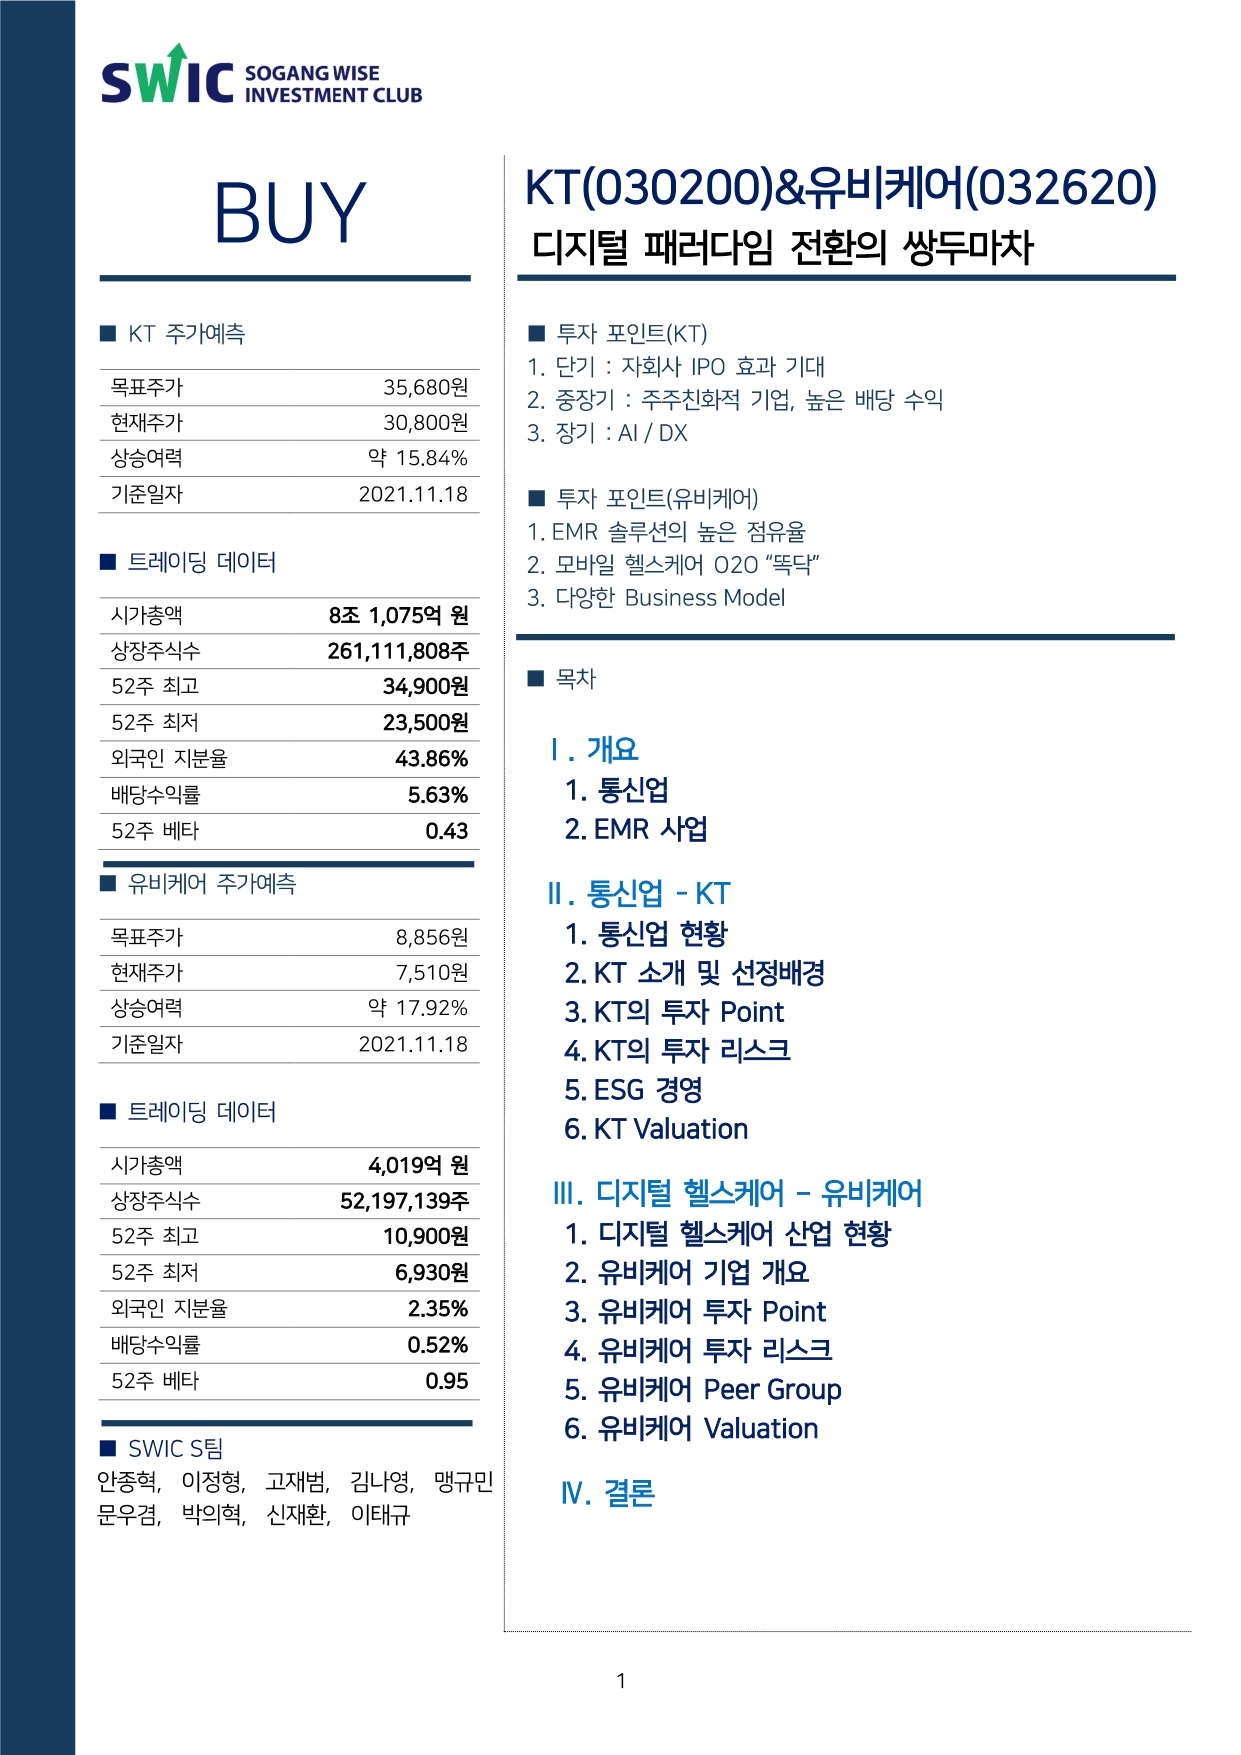 SWIC SOGANG WISE
INVESTMENT CLUB
BUY
■ KT 주가예측
목표주가 35,680원
현재주가 30,800원
상승여력 약 15.84%
기준일자 2021.11.18
■ 트레이딩 데이터
시가총액 8조 1,075억 원
상장주식수 261,111,808주
52주 최고 34,900원
52주 최저 23,500원
외국인 지분율 43.86%
배당수익률 5.63%
52주 베타 0.43
■ 유비케어 주가예측
목표주가 8,856원
현재주가 7,510원
상승여력 약 17.92%
기준일자 2021.11.18
■ 트레이딩 데이터
시가총액 4,019억 원
상장주식수 52,197,139주
52주 최고 10,900원
52주 최저 6,930원
외국인 지분율 2.35%
배당수익률 0.52%
52주 베타 0.95
■ SWIC S팀
안종혁, 이정형, 고재범, 김나영, 맹규민
문우겸, 박의혁, 신재환, 이태규
KT(030200)&유비케어(032620)
디지털 패러다임 전환의 쌍두마차
■ 투자 포인트(KT)
1. 단기 : 자회사 IPO 효과 기대
2. 중장기 : 주주친화적 기업, 높은 배당 수익
3. 장기 : AI / DX
■ 투자 포인트(유비케어)
1. EMR 솔루션의 높은 점유율
2. 모바일 헬스케어 O2O “똑닥”
3. 다양한 Business Model
■ 목차
Ⅰ. 개요
1. 통신업
2. EMR 사업
Ⅱ. 통신업 - KT
1. 통신업 현황
2. KT 소개 및 선정배경
3. KT의 투자 Point
4. KT의 투자 리스크
5. ESG 경영
6. KT Valuation
Ⅲ. 디지털 헬스케어 – 유비케어
1. 디지털 헬스케어 산업 현황
2. 유비케어 기업 개요
3. 유비케어 투자 Point
4. 유비케어 투자 리스크
5. 유비케어 Peer Group
6. 유비케어 Valuation
Ⅳ. 결론
1